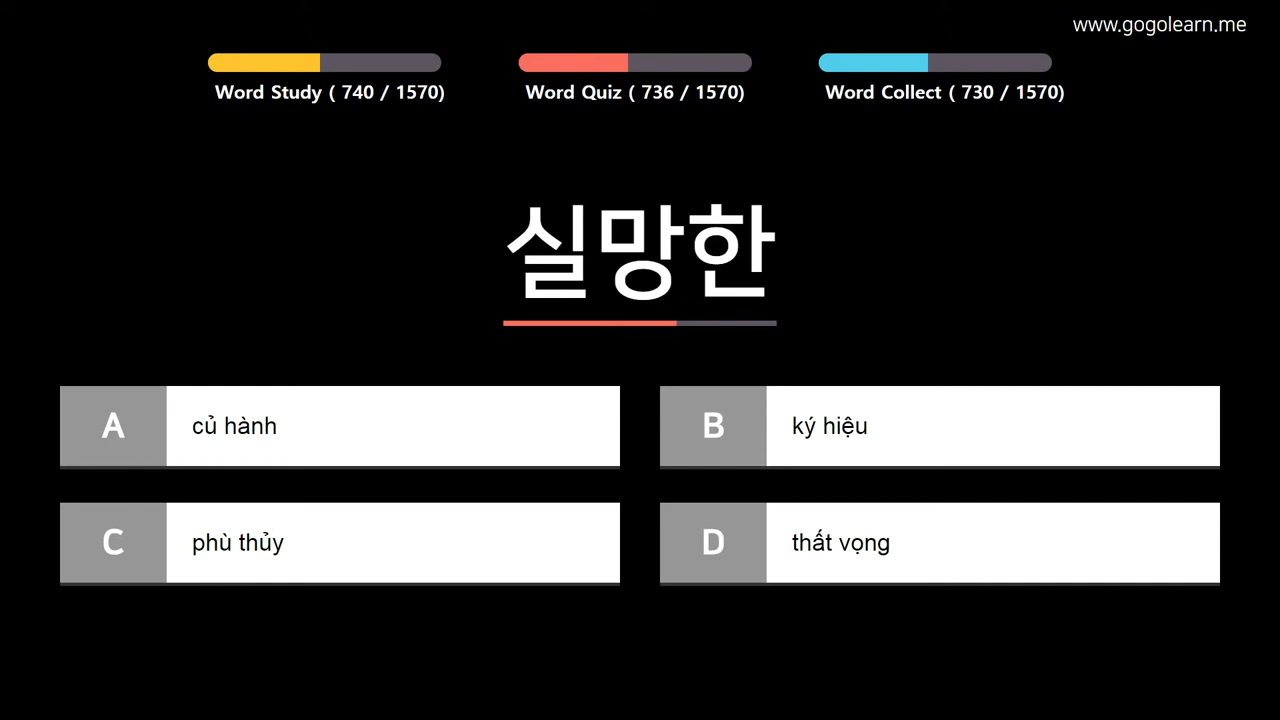 www.gogolearn.me
Word Study ( 740 / 1570)
Word Quiz ( 736 / 1570)
Word Collect ( 730 / 1570)
실망한
A củ hành
B ký hiệu
C phù thủy
D thất vọng